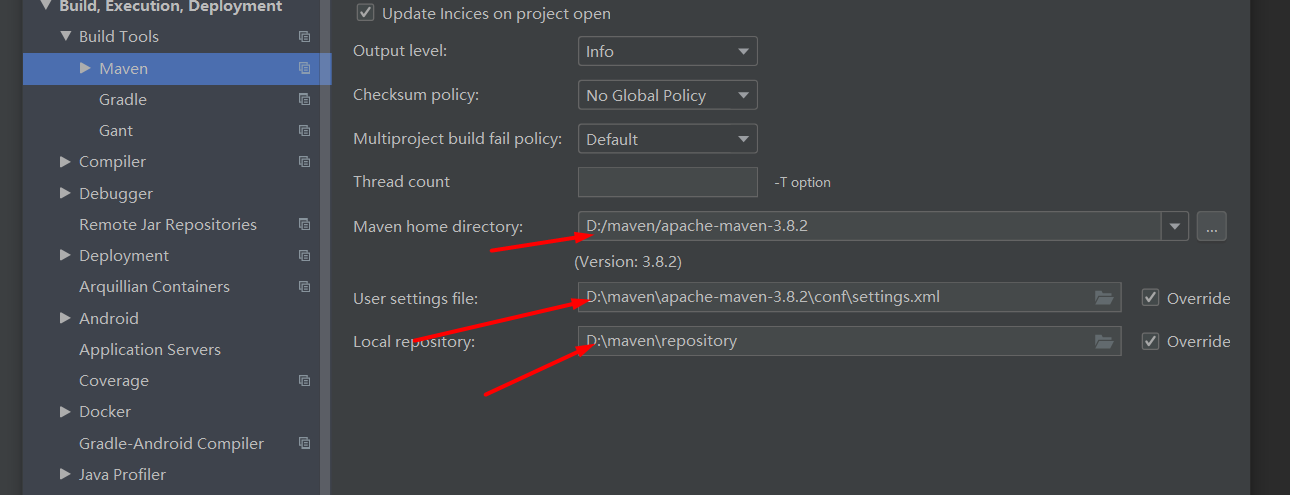 Build, Execution, Deployment
Build Tools
Maven
Gradle
Gant
Compiler
Debugger
Remote Jar Repositories
Deployment
Arquillian Containers
Android
Application Servers
Coverage
Docker
Gradle-Android Compiler
Java Profiler
Update Incices on project open
Output level: Info
Checksum policy: No Global Policy
Multiproject build fail policy: Default
Thread count -T option
Maven home directory: D:/maven/apache-maven-3.8.2 ...
(Version: 3.8.2)
User settings file: D:\maven\apache-maven-3.8.2\conf\settings.xml Override
Local repository: D:\maven\repository Override